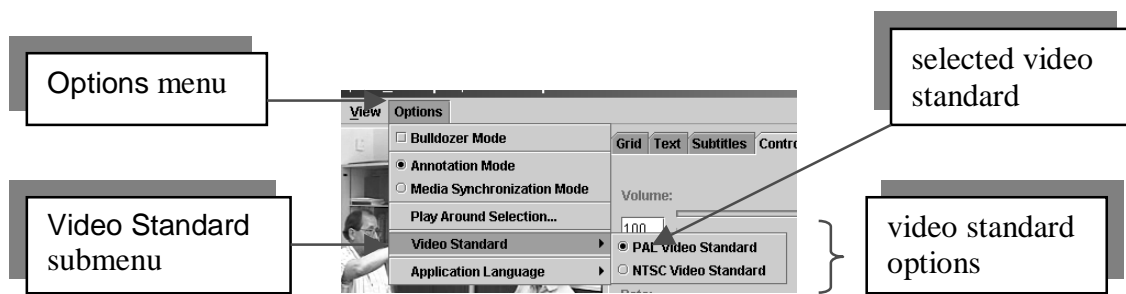 Options menu
selected video
standard
View Options
Bulldozer Mode
Grid Text Subtitles Contro
Annotation Mode
Media Synchronization Mode
Volume:
Play Around Selection...
100
Video Standard
submenu
Video Standard
PAL Video Standard
NTSC Video Standard
Application Language
video standard
options